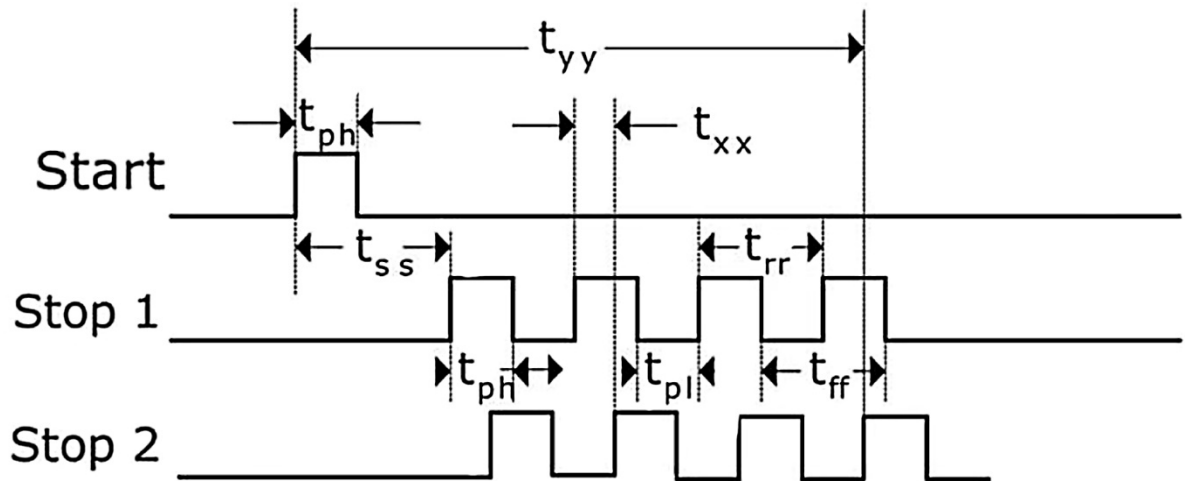 t_yy
t_ph t_xx
Start
t_ss t_rr
Stop 1
t_ph t_pl t_ff
Stop 2